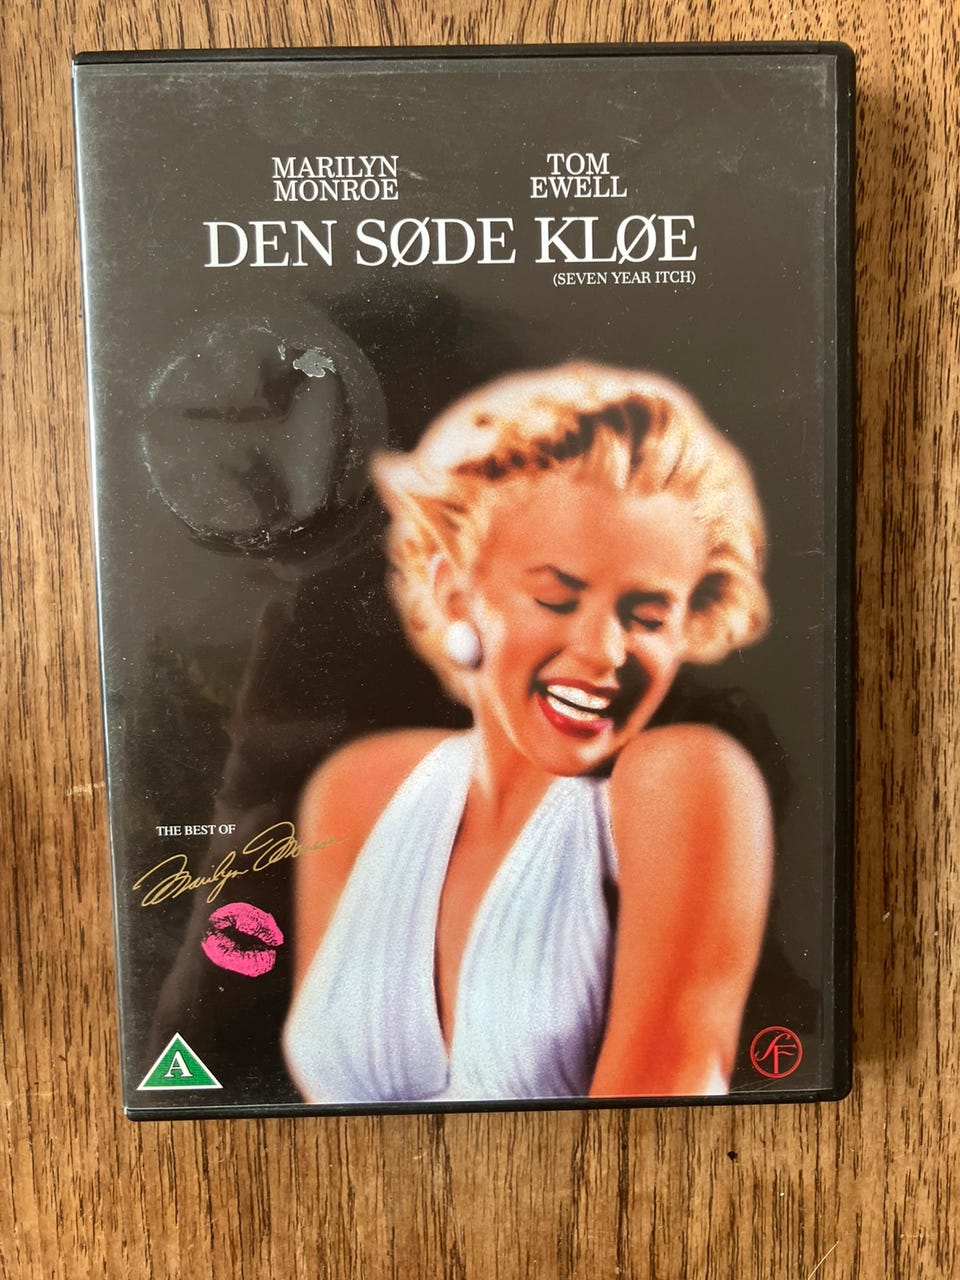 MARILYN
MONROE
TOM
EWELL
DEN SØDE KLØE
(SEVEN YEAR ITCH)
THE BEST OF
Marilyn Monroe
A
SF